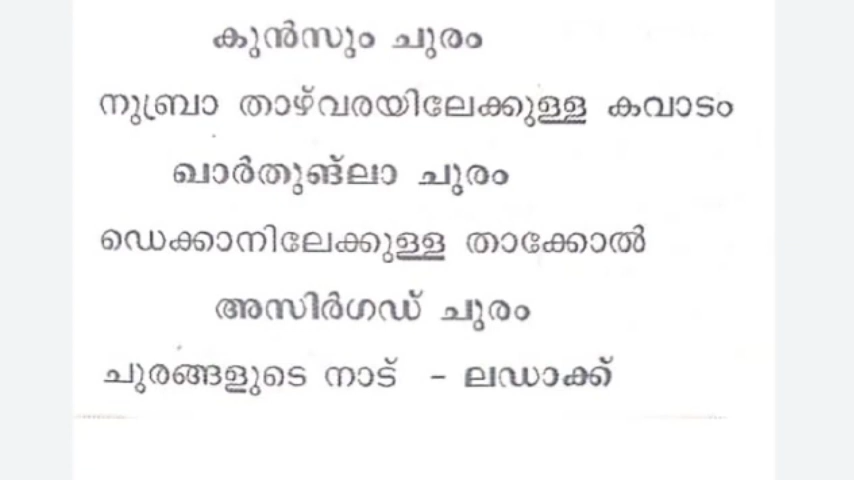 കുൻസും ചുരം
നുബ്രാ താഴ്‌വരയിലേക്കുള്ള കവാടം
ഖാർതുങ്ലാ ചുരം
ഡെക്കാനിലേക്കുള്ള താക്കോൽ
അസിർഗഡ് ചുരം
ചുരങ്ങളുടെ നാട് - ലഡാക്ക്